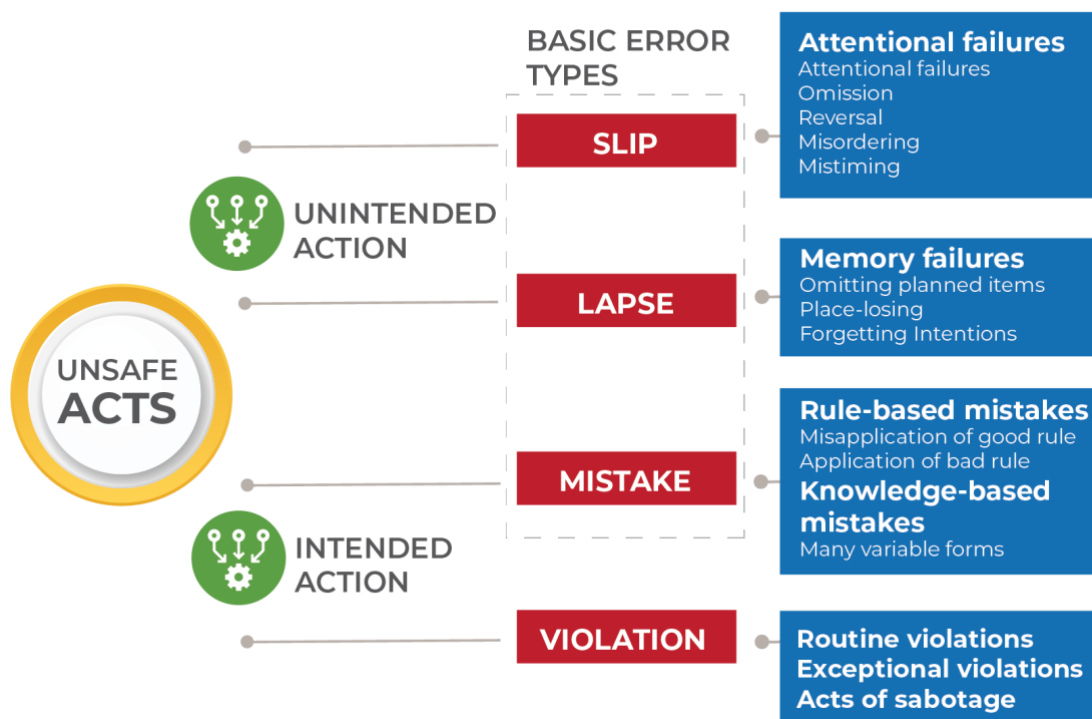 BASIC ERROR
TYPES
UNSAFE
ACTS
UNINTENDED
ACTION
INTENDED
ACTION
SLIP
Attentional failures
Attentional failures
Omission
Reversal
Misordering
Mistiming
LAPSE
Memory failures
Omitting planned items
Place-losing
Forgetting Intentions
MISTAKE
Rule-based mistakes
Misapplication of good rule
Application of bad rule
Knowledge-based
mistakes
Many variable forms
VIOLATION
Routine violations
Exceptional violations
Acts of sabotage